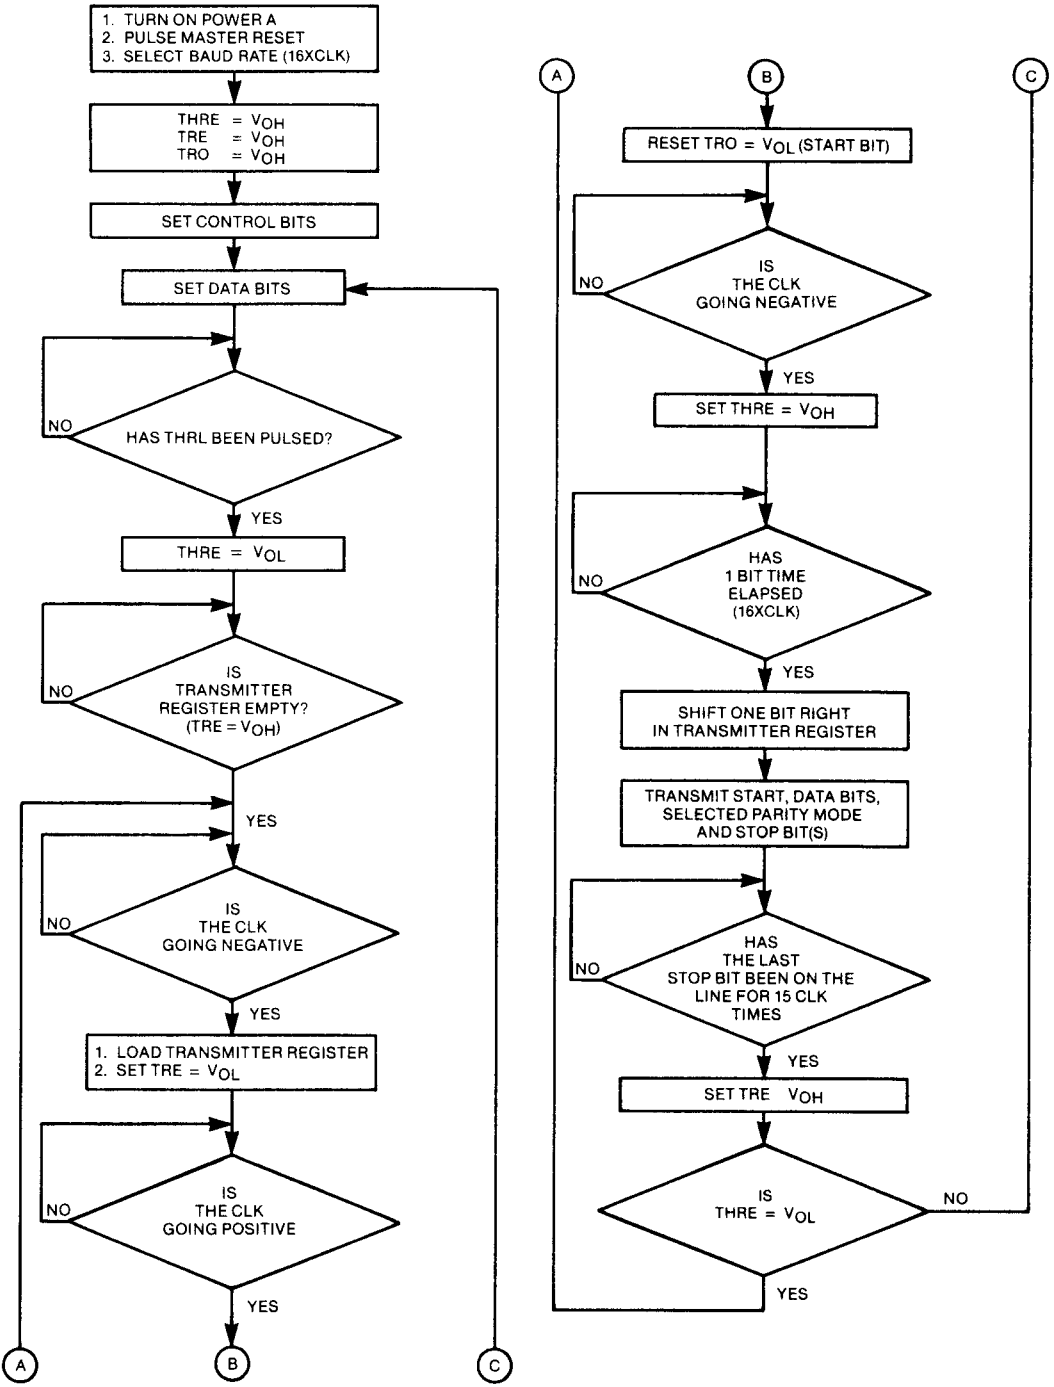 1. TURN ON POWER A
2. PULSE MASTER RESET
3. SELECT BAUD RATE (16XCLK)
THRE = VOH
TRE = VOH
TRO = VOH
SET CONTROL BITS
SET DATA BITS
NO
HAS THRL BEEN PULSED?
YES
THRE = VOL
NO
IS
TRANSMITTER
REGISTER EMPTY?
(TRE = VOH)
YES
NO
IS
THE CLK
GOING NEGATIVE
YES
1. LOAD TRANSMITTER REGISTER
2. SET TRE = VOL
NO
IS
THE CLK
GOING POSITIVE
YES
A
B
C
A
B
C
RESET TRO = VOL (START BIT)
NO
IS
THE CLK
GOING NEGATIVE
YES
SET THRE = VOH
NO
HAS
1 BIT TIME
ELAPSED
(16XCLK)
YES
SHIFT ONE BIT RIGHT
IN TRANSMITTER REGISTER
TRANSMIT START, DATA BITS,
SELECTED PARITY MODE
AND STOP BIT(S)
NO
HAS
THE LAST
STOP BIT BEEN ON THE
LINE FOR 15 CLK
TIMES
YES
SET TRE VOH
IS
THRE = VOL
NO
YES